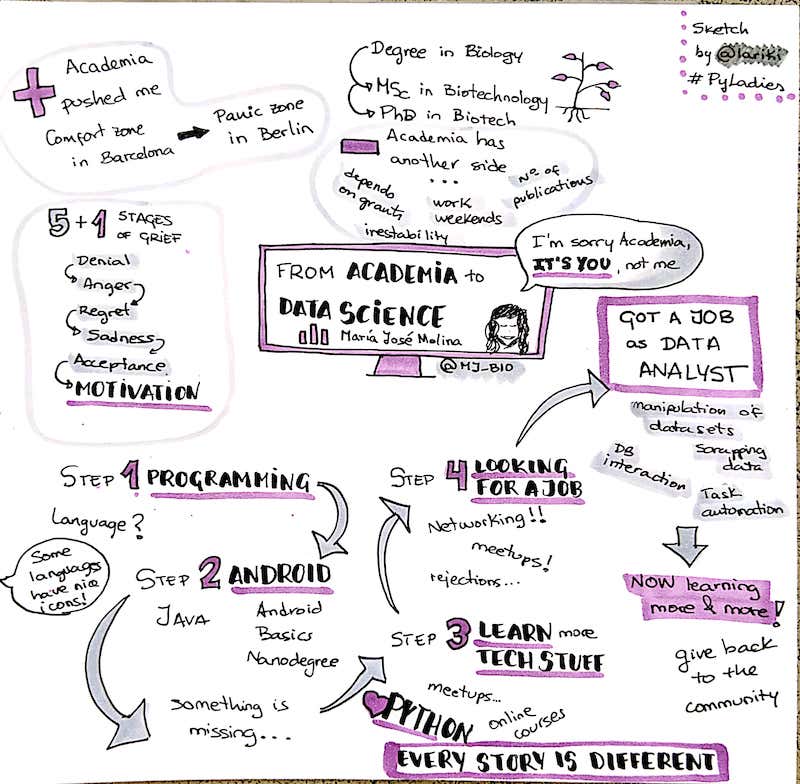 Sketch
by @lariki
# PyLadies
+ Academia
pushed me
Comfort zone
in Barcelona
Panic zone
in Berlin
Degree in Biology
MSc in Biotechnology
PhD in Biotech
Academia has
another side
...
depends
on grants
work
weekends
Nº of
publications
irestability
5+1 STAGES
OF GRIEF
Denial
Anger
Regret
Sadness
Acceptance
MOTIVATION
FROM ACADEMIA to
DATA SCIENCE
María José Molina
@MJ_BIO
I'm sorry Academia,
IT'S YOU, not me
GOT A JOB
as DATA
ANALYST
manipulation of
datasets
DB
interaction
Scrapping
data
Task
automation
NOW learning
more & more!
give back
to the
community
STEP 1 PROGRAMMING
Language?
Some
languages
have nice
icons!
STEP 2 ANDROID
JAVA
Android
Basics
Nanodegree
Something is
missing...
STEP 3 LEARN more
TECH STUFF
meetups...
PYTHON
online
courses
STEP 4 LOOKING
FOR A JOB
Networking!!
meetups!
rejections...
EVERY STORY IS DIFFERENT